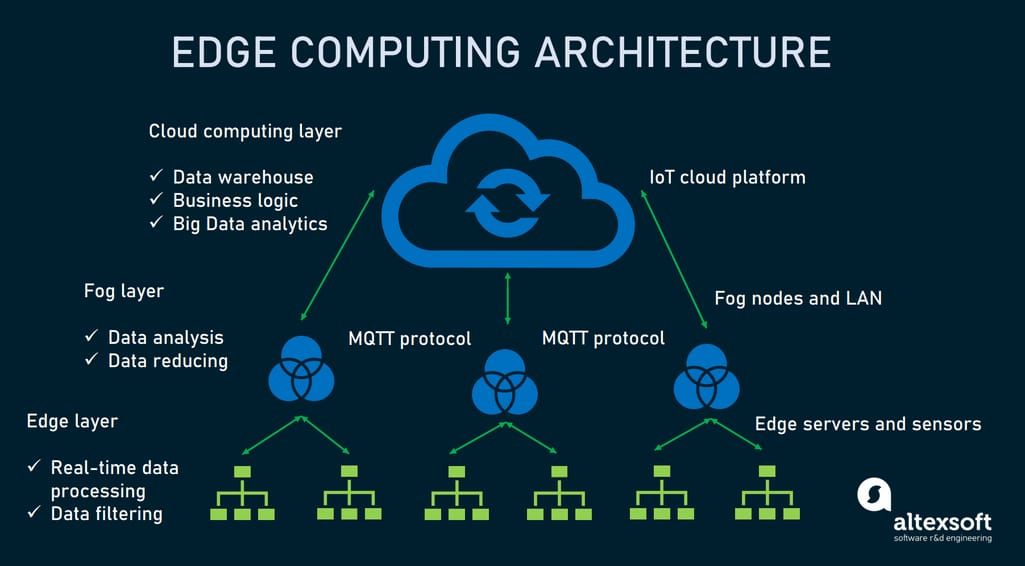 EDGE COMPUTING ARCHITECTURE
Cloud computing layer
✓ Data warehouse
✓ Business logic
✓ Big Data analytics
IoT cloud platform
Fog layer
✓ Data analysis
✓ Data reducing
MQTT protocol
MQTT protocol
Fog nodes and LAN
Edge layer
✓ Real-time data
processing
✓ Data filtering
Edge servers and sensors
altexsoft
software r&d engineering